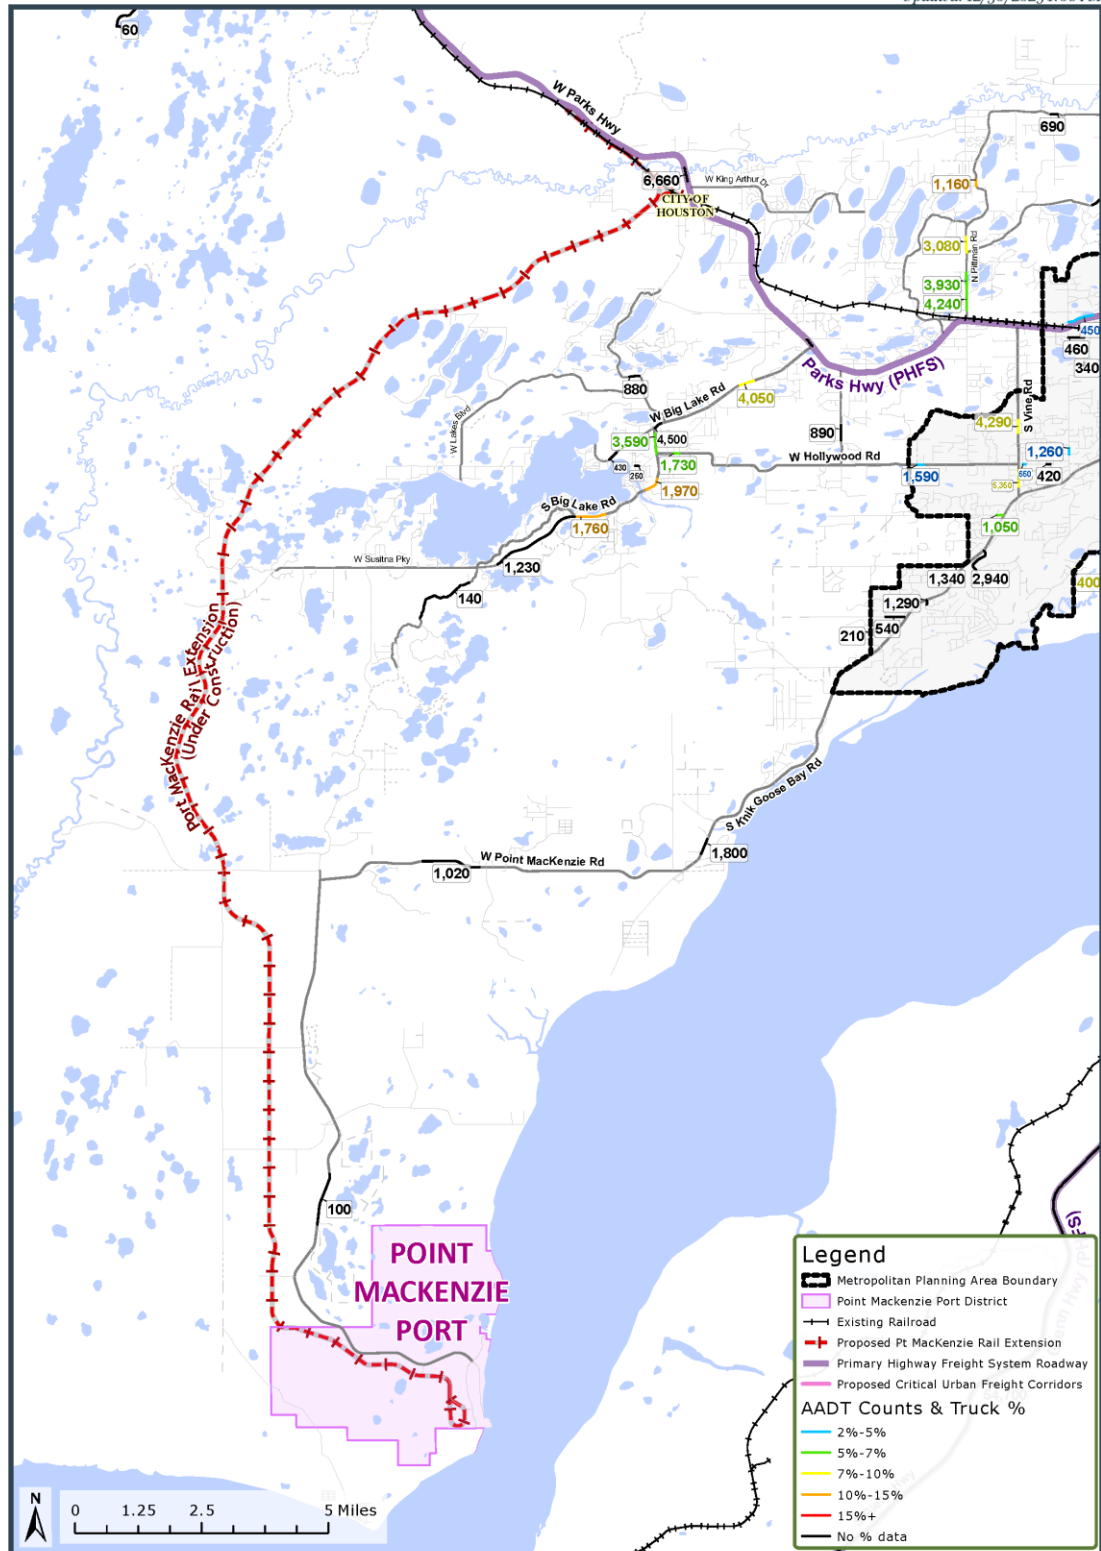 60
W Parks Hwy
690
6,660
W King Arthur Dr
1,160
CITY OF
HOUSTON
3,080
N Pittman Rd
3,930
4,240
450
460
340
Parks Hwy (PHFS)
880
4,050
W Big Lake Rd
W Lakes Blvd
S Vine Rd
4,290
3,590
4,500
890
1,260
W Hollywood Rd
430
250
1,730
1,590
550
420
1,970
S Big Lake Rd
1,760
1,050
W Susitna Pky
1,230
1,340
2,940
400
140
1,290
540
210
Port MacKenzie Rail Extension
(Under Construction)
S Knik Goose Bay Rd
1,800
W Point MacKenzie Rd
1,020
100
POINT
MACKENZIE
PORT
Legend
Metropolitan Planning Area Boundary
Point Mackenzie Port District
Existing Railroad
Proposed Pt MacKenzie Rail Extension
Primary Highway Freight System Roadway
Proposed Critical Urban Freight Corridors
AADT Counts & Truck %
2%-5%
5%-7%
7%-10%
10%-15%
15%+
No % data
N
0 1.25 2.5 5 Miles